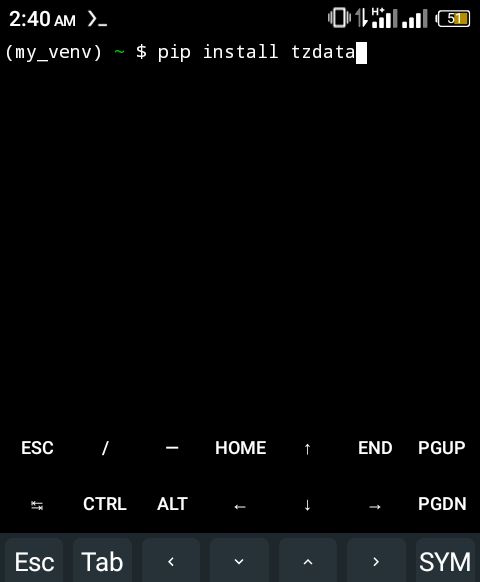 2:40 AM
H+ 51
(my_venv) ~ $ pip install tzdata
ESC / — HOME ↑ END PGUP
↹ CTRL ALT ← ↓ → PGDN
Esc Tab SYM